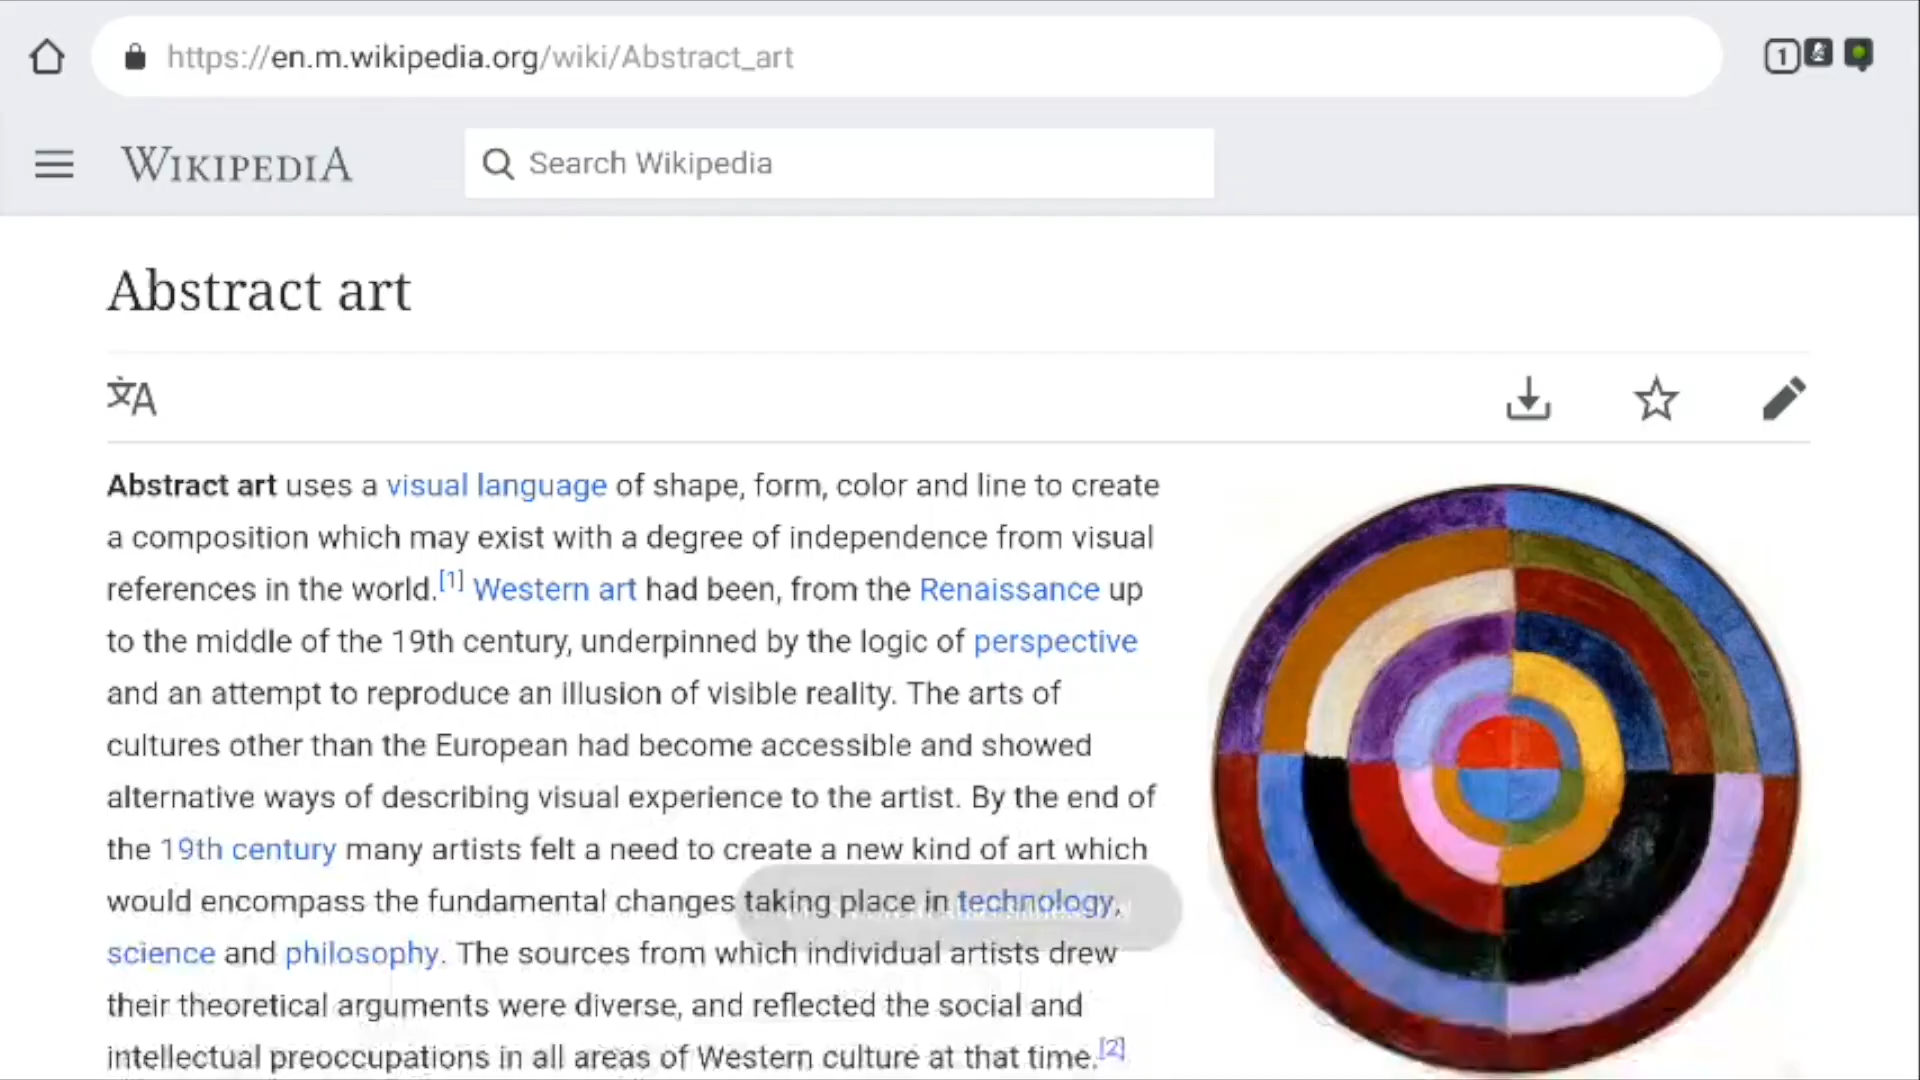 https://en.m.wikipedia.org/wiki/Abstract_art
1
WIKIPEDIA
Search Wikipedia
Abstract art
文A
Abstract art uses a visual language of shape, form, color and line to create
a composition which may exist with a degree of independence from visual
references in the world.[1] Western art had been, from the Renaissance up
to the middle of the 19th century, underpinned by the logic of perspective
and an attempt to reproduce an illusion of visible reality. The arts of
cultures other than the European had become accessible and showed
alternative ways of describing visual experience to the artist. By the end of
the 19th century many artists felt a need to create a new kind of art which
would encompass the fundamental changes taking place in technology,
science and philosophy. The sources from which individual artists drew
their theoretical arguments were diverse, and reflected the social and
intellectual preoccupations in all areas of Western culture at that time.[2]